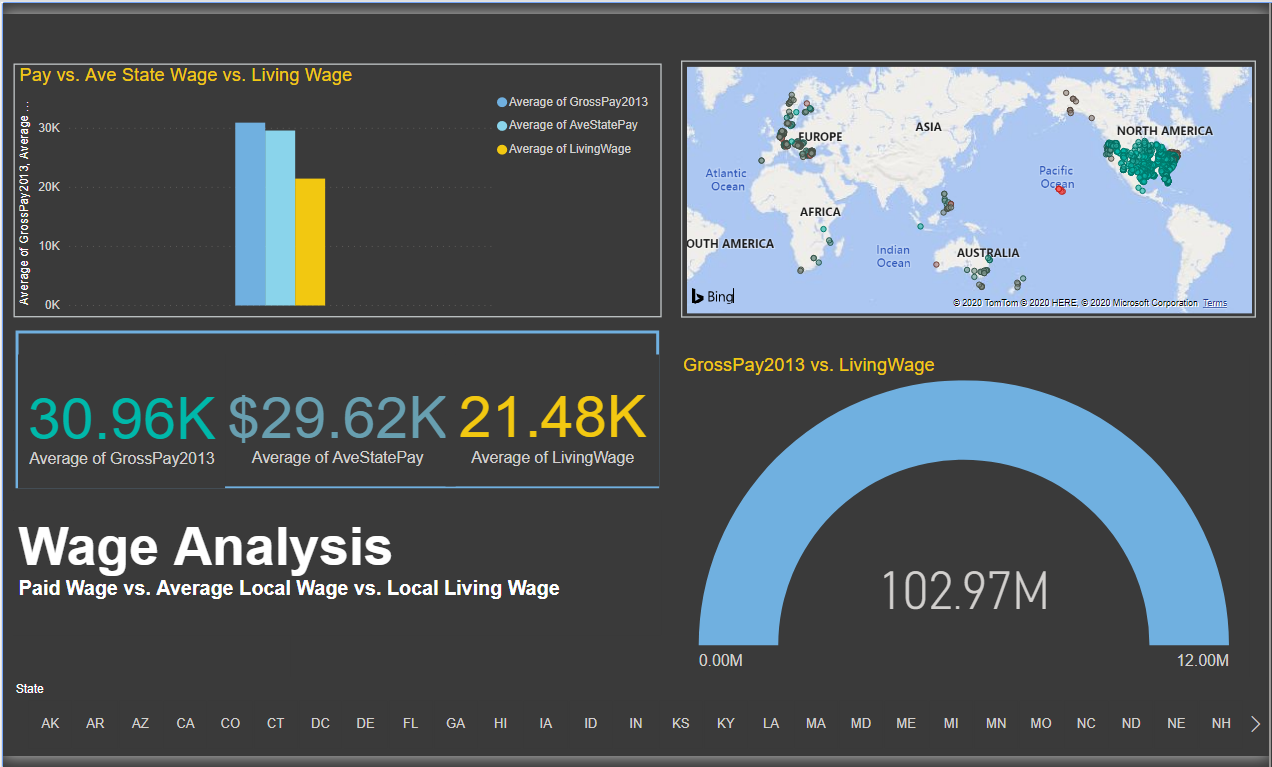 Pay vs. Ave State Wage vs. Living Wage
Average of GrossPay2013, Average ...
Average of GrossPay2013
Average of AveStatePay
Average of LivingWage
30K
20K
10K
0K
EUROPE
ASIA
NORTH AMERICA
Atlantic
Ocean
Pacific
Ocean
AFRICA
OUTH AMERICA
Indian
Ocean
AUSTRALIA
Bing
© 2020 TomTom © 2020 HERE, © 2020 Microsoft Corporation Terms
30.96K $29.62K 21.48K
Average of GrossPay2013 Average of AveStatePay Average of LivingWage
GrossPay2013 vs. LivingWage
102.97M
0.00M 12.00M
Wage Analysis
Paid Wage vs. Average Local Wage vs. Local Living Wage
State
AK AR AZ CA CO CT DC DE FL GA HI IA ID IN KS KY LA MA MD ME MI MN MO NC ND NE NH